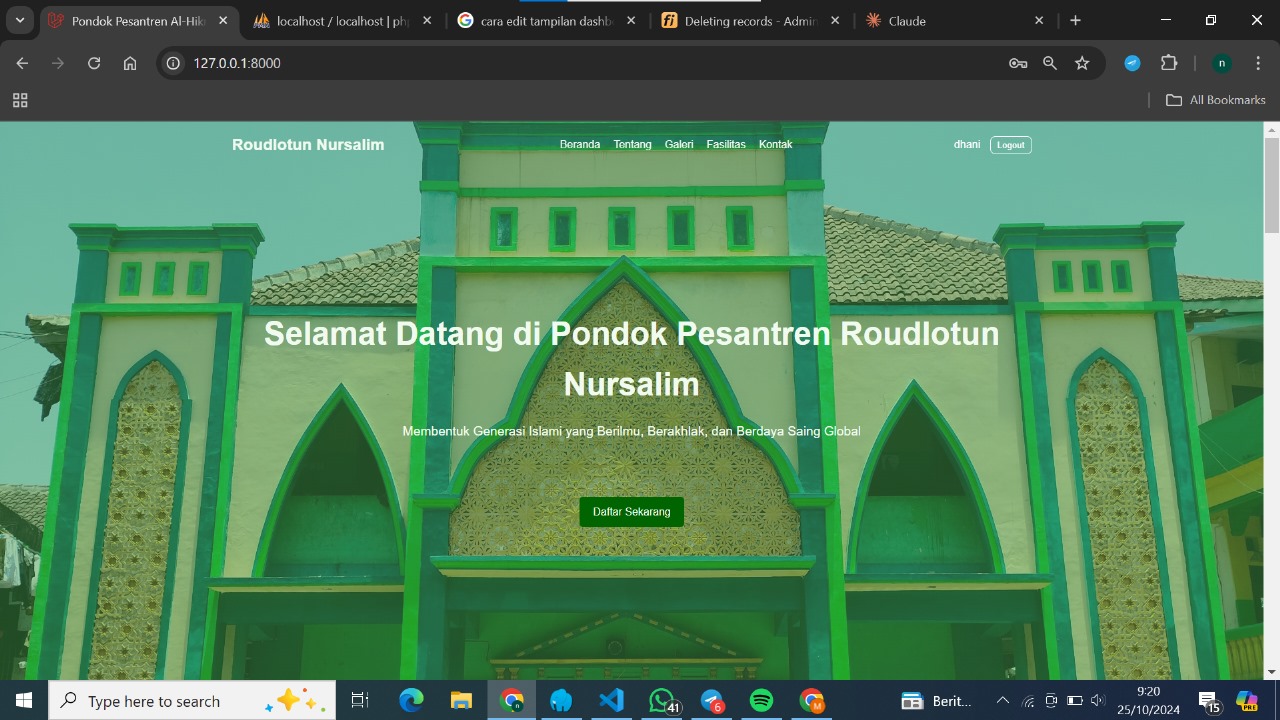 Pondok Pesantren Al-Hikr
localhost / localhost | php
cara edit tampilan dashb
Deleting records - Admin
Claude
127.0.0.1:8000
n
All Bookmarks
Roudlotun Nursalim
Beranda Tentang Galeri Fasilitas Kontak
dhani Logout
Selamat Datang di Pondok Pesantren Roudlotun
Nursalim
Membentuk Generasi Islami yang Berilmu, Berakhlak, dan Berdaya Saing Global
Daftar Sekarang
Type here to search
41
6
M
Berit...
9:20
25/10/2024
15
PRE